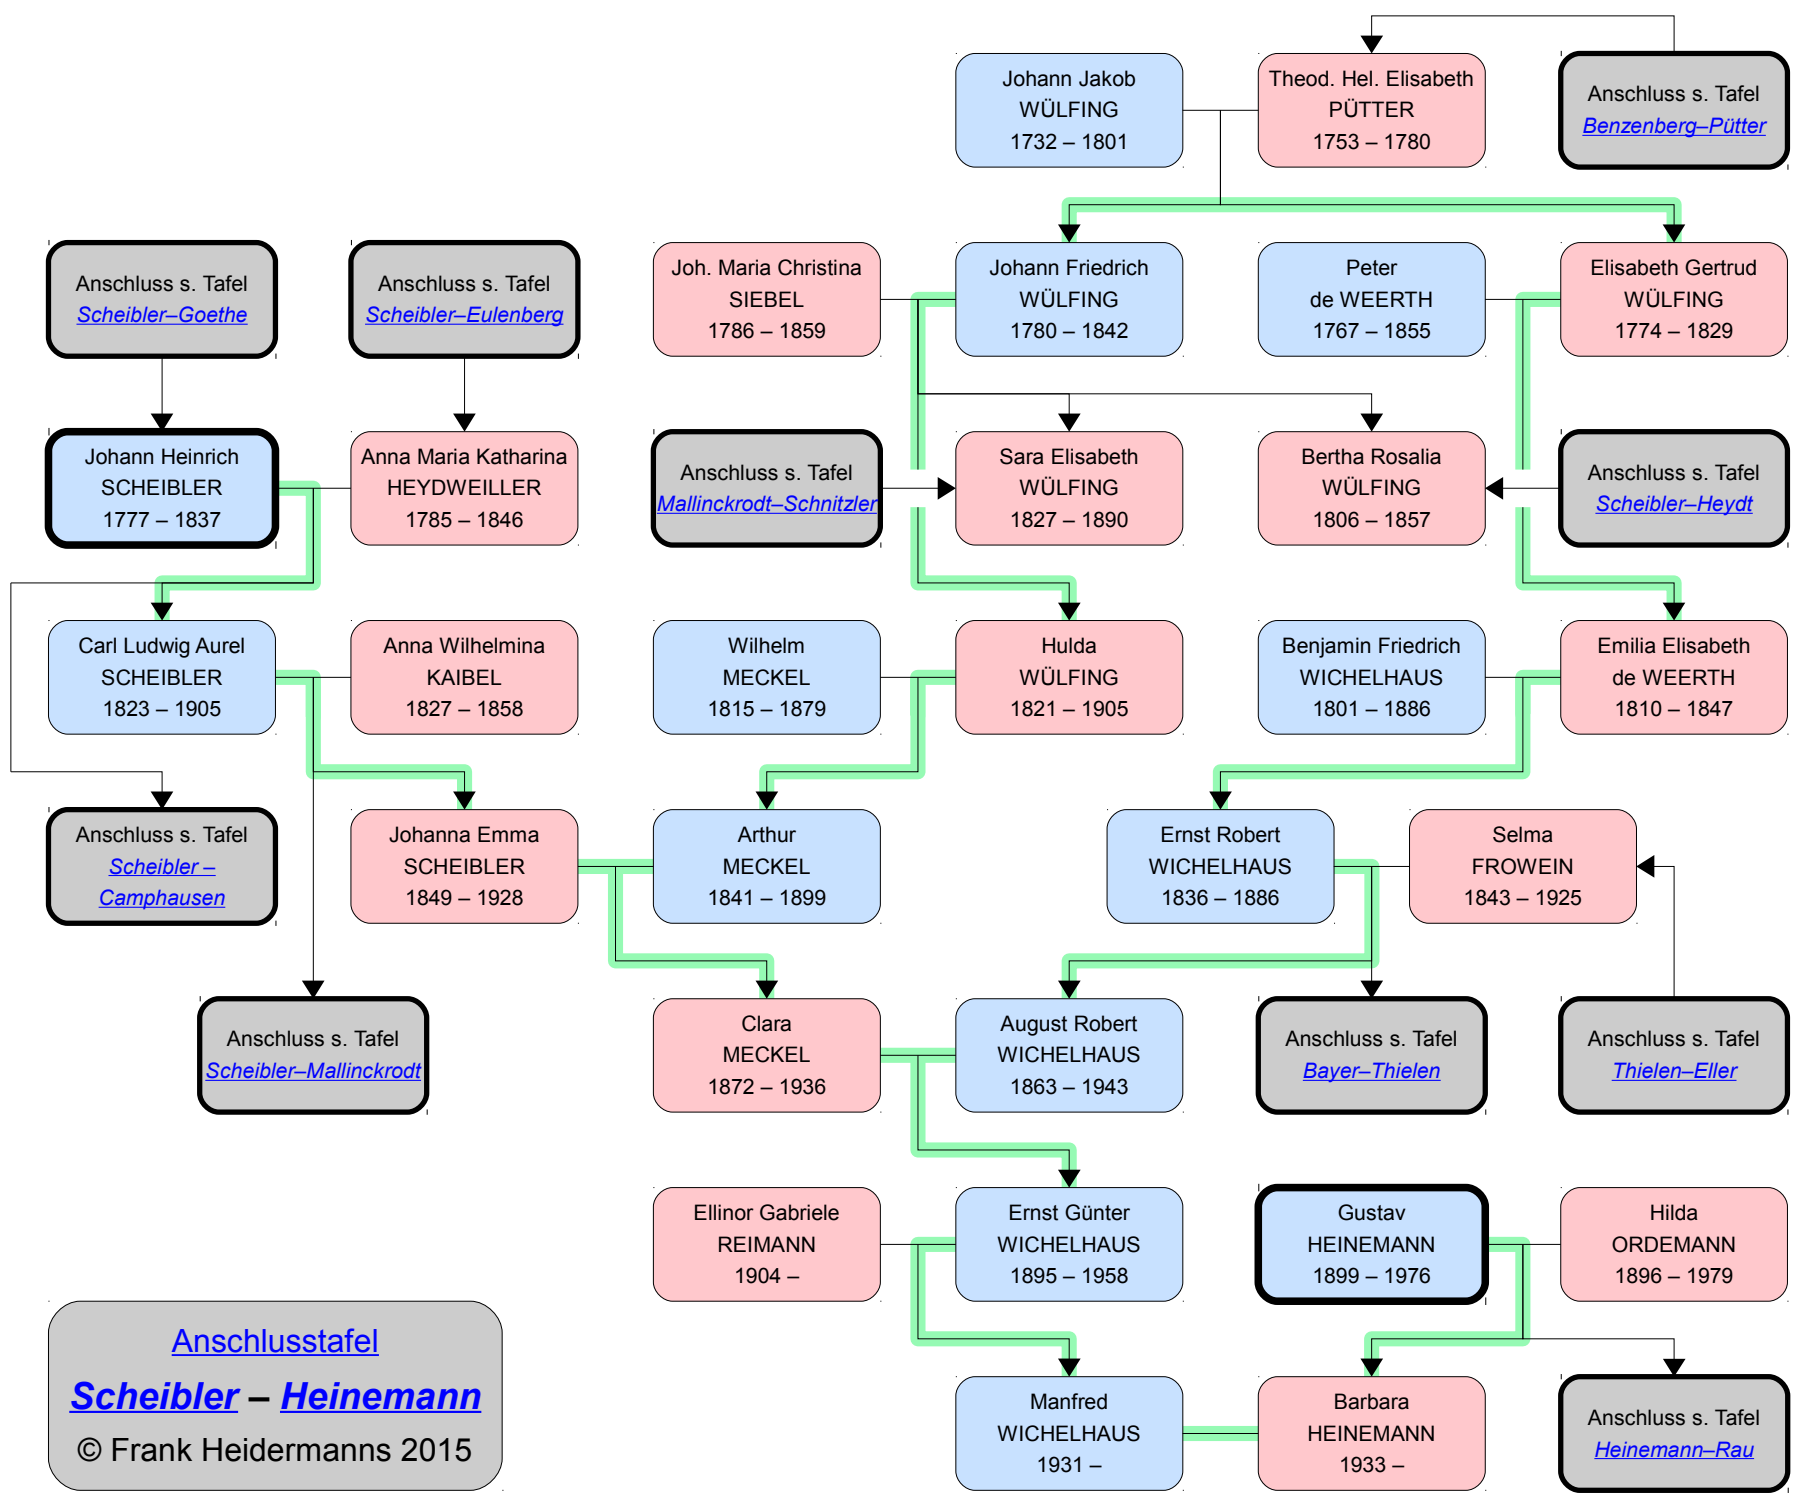 Johann Jakob
WÜLFING
1732 – 1801
Theod. Hel. Elisabeth
PÜTTER
1753 – 1780
Anschluss s. Tafel
Benzenberg–Pütter
Anschluss s. Tafel
Scheibler–Goethe
Anschluss s. Tafel
Scheibler–Eulenberg
Joh. Maria Christina
SIEBEL
1786 – 1859
Johann Friedrich
WÜLFING
1780 – 1842
Peter
de WEERTH
1767 – 1855
Elisabeth Gertrud
WÜLFING
1774 – 1829
Johann Heinrich
SCHEIBLER
1777 – 1837
Anna Maria Katharina
HEYDWEILLER
1785 – 1846
Anschluss s. Tafel
Mallinckrodt–Schnitzler
Sara Elisabeth
WÜLFING
1827 – 1890
Bertha Rosalia
WÜLFING
1806 – 1857
Anschluss s. Tafel
Scheibler–Heydt
Carl Ludwig Aurel
SCHEIBLER
1823 – 1905
Anna Wilhelmina
KAIBEL
1827 – 1858
Wilhelm
MECKEL
1815 – 1879
Hulda
WÜLFING
1821 – 1905
Benjamin Friedrich
WICHELHAUS
1801 – 1886
Emilia Elisabeth
de WEERTH
1810 – 1847
Anschluss s. Tafel
Scheibler –
Camphausen
Johanna Emma
SCHEIBLER
1849 – 1928
Arthur
MECKEL
1841 – 1899
Ernst Robert
WICHELHAUS
1836 – 1886
Selma
FROWEIN
1843 – 1925
Anschluss s. Tafel
Scheibler–Mallinckrodt
Clara
MECKEL
1872 – 1936
August Robert
WICHELHAUS
1863 – 1943
Anschluss s. Tafel
Bayer–Thielen
Anschluss s. Tafel
Thielen–Eller
Ellinor Gabriele
REIMANN
1904 –
Ernst Günter
WICHELHAUS
1895 – 1958
Gustav
HEINEMANN
1899 – 1976
Hilda
ORDEMANN
1896 – 1979
Anschlusstafel
Scheibler – Heinemann
© Frank Heidermanns 2015
Manfred
WICHELHAUS
1931 –
Barbara
HEINEMANN
1933 –
Anschluss s. Tafel
Heinemann–Rau